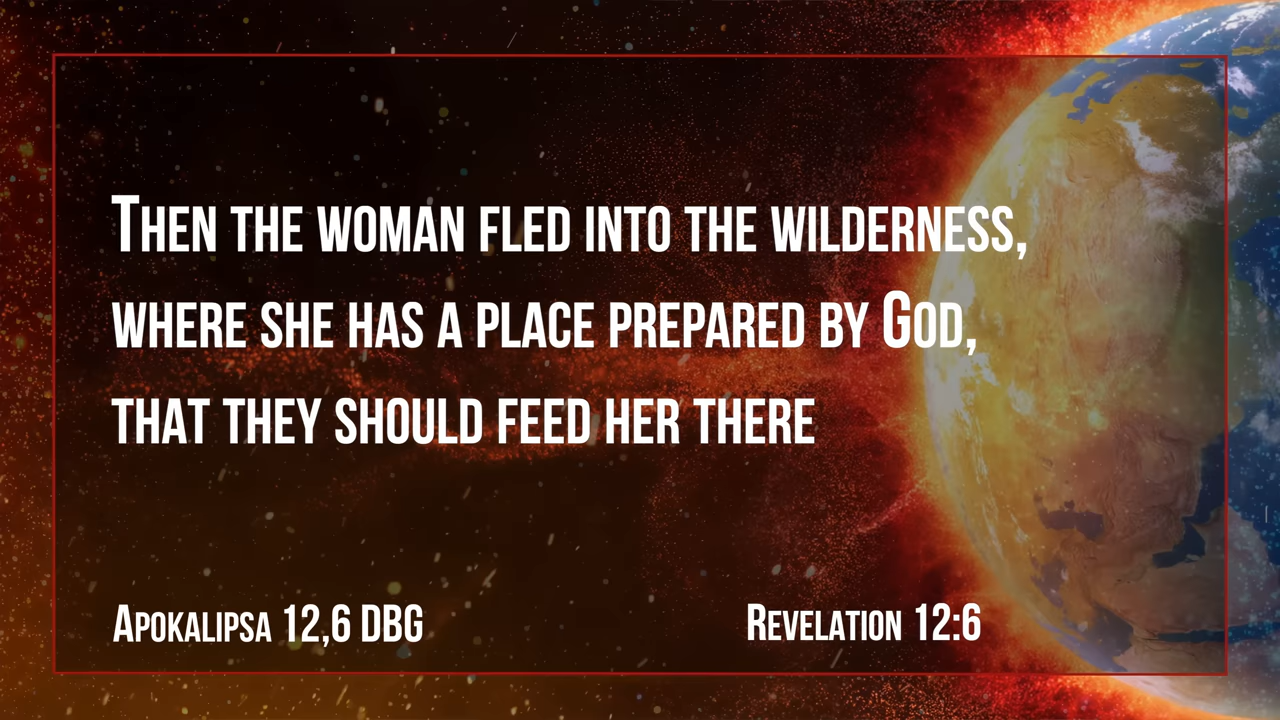 Then the woman fled into the wilderness,
where she has a place prepared by God,
that they should feed her there
Apokalipsa 12,6 DBG
Revelation 12:6